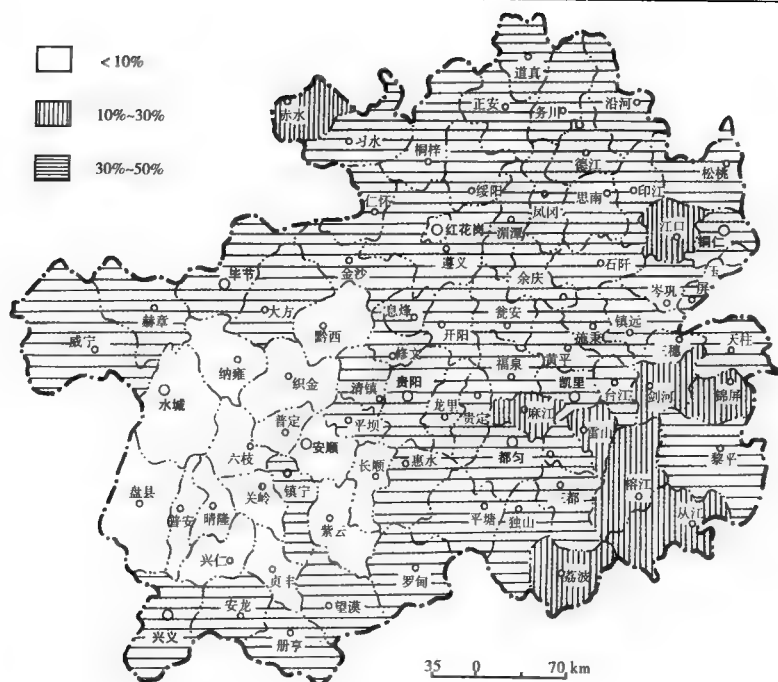 <10%
10%~30%
30%~50%
道真
正安
务川
沿河
赤水
习水
桐梓
德江
松桃
仁怀
绥阳
凤冈
思南
印江
红花岗
湄潭
江口
铜仁
遵义
毕节
金沙
余庆
石阡
岑巩
玉
屏
赫章
大方
黔西
息烽
开阳
瓮安
施秉
镇远
威宁
纳雍
织金
修文
福泉
黄平
三穗
天柱
水城
清镇
贵阳
凯里
台江
剑河
锦屏
普定
安顺
平坝
龙里
贵定
麻江
雷山
六枝
长顺
惠水
都匀
黎平
盘县
普安
晴隆
关岭
镇宁
紫云
平塘
独山
三都
榕江
从江
兴仁
贞丰
罗甸
荔波
兴义
安龙
望漠
册亨
35 0 70 km